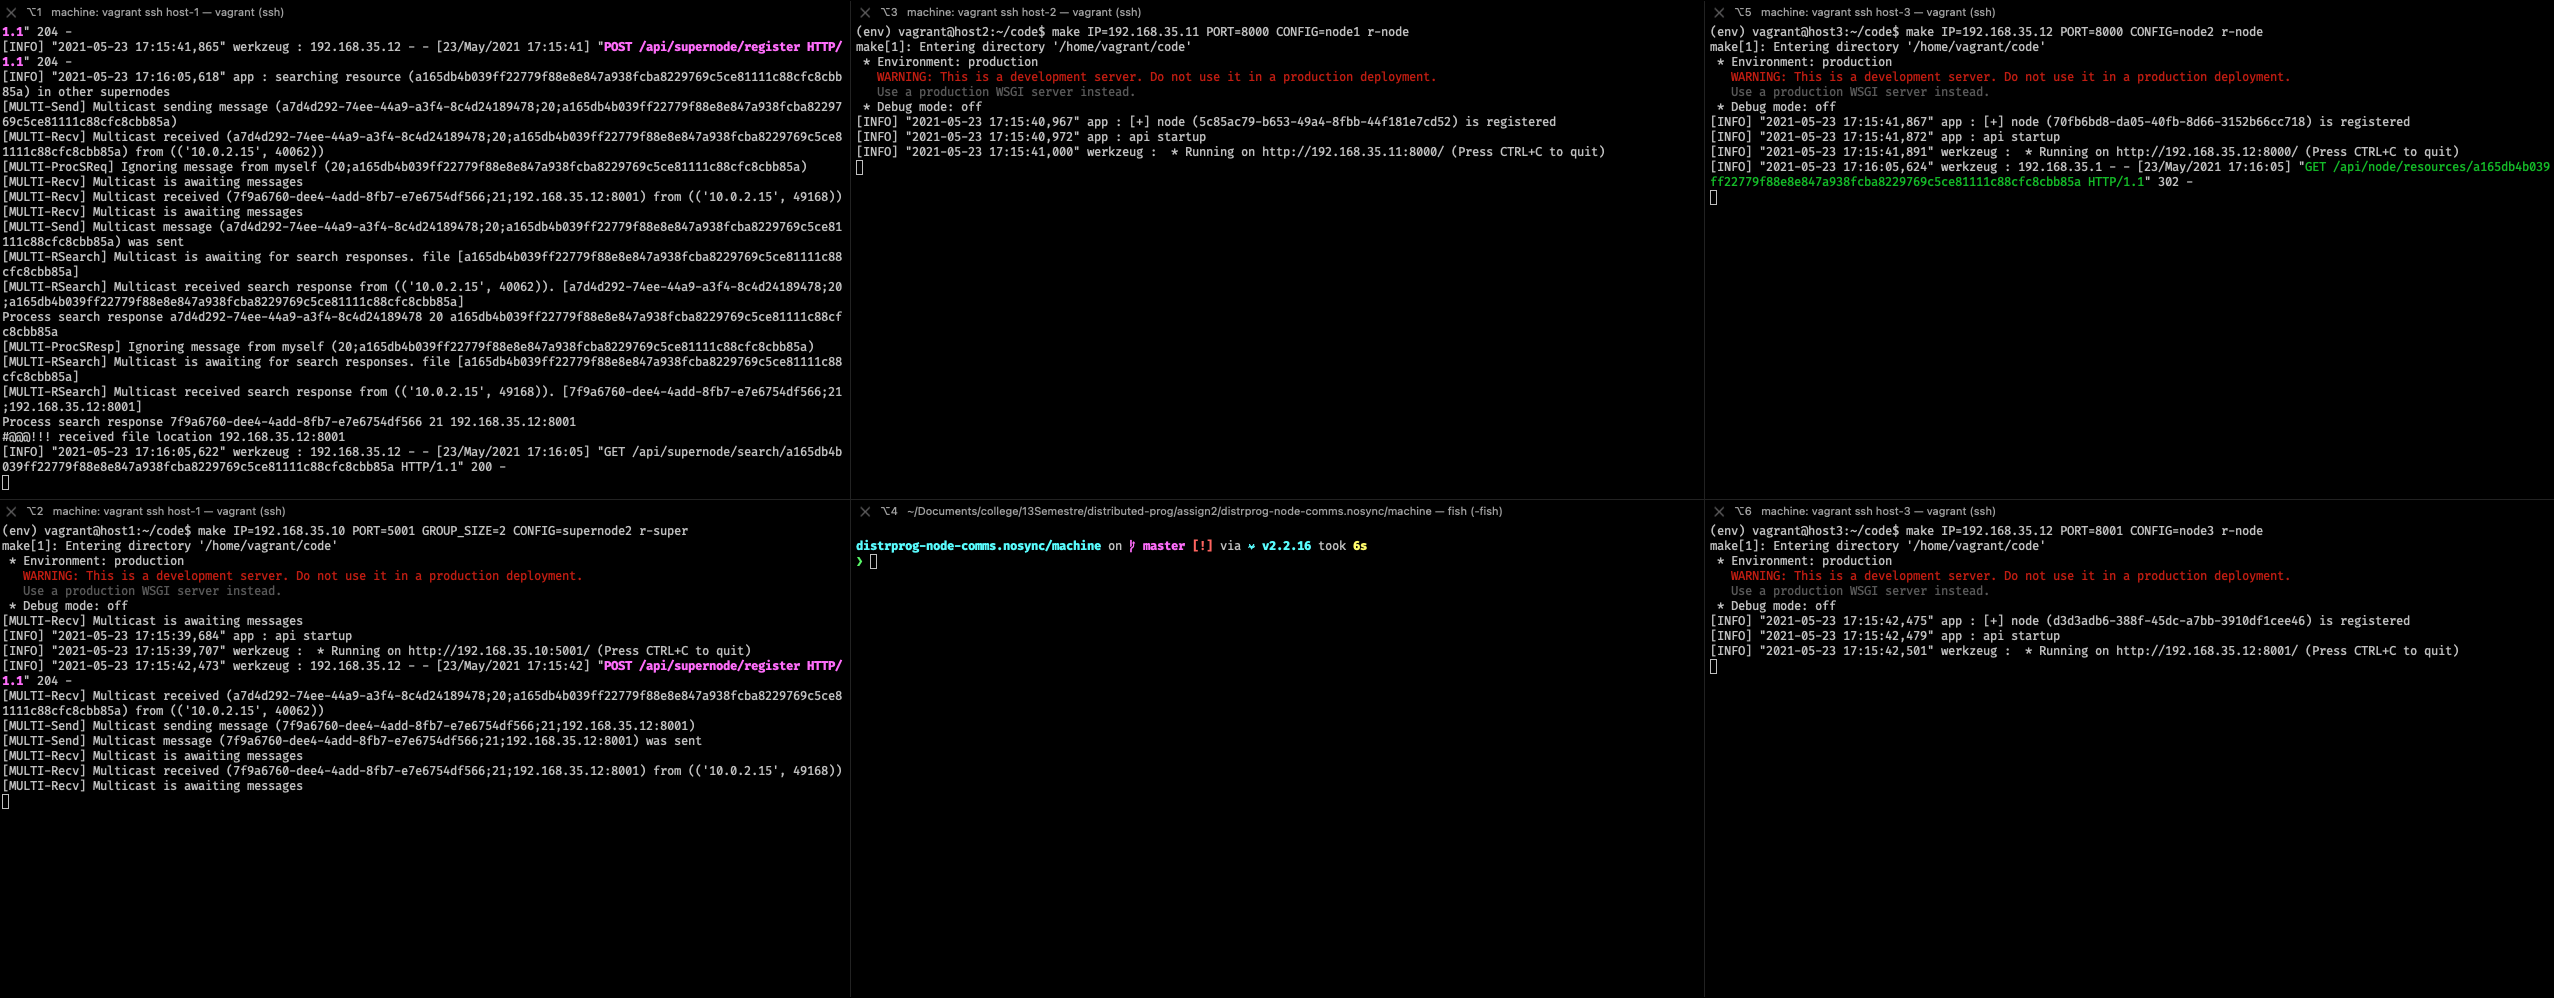 ⌥1 machine: vagrant ssh host-1 — vagrant (ssh)
1.1" 204 -
[INFO] "2021-05-23 17:15:41,865" werkzeug : 192.168.35.12 - - [23/May/2021 17:15:41] "POST /api/supernode/register HTTP/
1.1" 204 -
[INFO] "2021-05-23 17:16:05,618" app : searching resource (a165db4b039ff22779f88e8e847a938fcba8229769c5ce81111c88cfc8cbb
85a) in other supernodes
[MULTI-Send] Multicast sending message (a7d4d292-74ee-44a9-a3f4-8c4d24189478;20;a165db4b039ff22779f88e8e847a938fcba82297
69c5ce81111c88cfc8cbb85a)
[MULTI-Recv] Multicast received (a7d4d292-74ee-44a9-a3f4-8c4d24189478;20;a165db4b039ff22779f88e8e847a938fcba8229769c5ce8
1111c88cfc8cbb85a) from (('10.0.2.15', 40062))
[MULTI-ProcSReq] Ignoring message from myself (20;a165db4b039ff22779f88e8e847a938fcba8229769c5ce81111c88cfc8cbb85a)
[MULTI-Recv] Multicast is awaiting messages
[MULTI-Recv] Multicast received (7f9a6760-dee4-4add-8fb7-e7e6754df566;21;192.168.35.12:8001) from (('10.0.2.15', 49168))
[MULTI-Recv] Multicast is awaiting messages
[MULTI-Send] Multicast message (a7d4d292-74ee-44a9-a3f4-8c4d24189478;20;a165db4b039ff22779f88e8e847a938fcba8229769c5ce81
111c88cfc8cbb85a) was sent
[MULTI-RSearch] Multicast is awaiting for search responses. file [a165db4b039ff22779f88e8e847a938fcba8229769c5ce81111c88
cfc8cbb85a]
[MULTI-RSearch] Multicast received search response from (('10.0.2.15', 40062)). [a7d4d292-74ee-44a9-a3f4-8c4d24189478;20
;a165db4b039ff22779f88e8e847a938fcba8229769c5ce81111c88cfc8cbb85a]
Process search response a7d4d292-74ee-44a9-a3f4-8c4d24189478 20 a165db4b039ff22779f88e8e847a938fcba8229769c5ce81111c88cf
c8cbb85a
[MULTI-ProcSResp] Ignoring message from myself (20;a165db4b039ff22779f88e8e847a938fcba8229769c5ce81111c88cfc8cbb85a)
[MULTI-RSearch] Multicast is awaiting for search responses. file [a165db4b039ff22779f88e8e847a938fcba8229769c5ce81111c88
cfc8cbb85a]
[MULTI-RSearch] Multicast received search response from (('10.0.2.15', 49168)). [7f9a6760-dee4-4add-8fb7-e7e6754df566;21
;192.168.35.12:8001]
Process search response 7f9a6760-dee4-4add-8fb7-e7e6754df566 21 192.168.35.12:8001
#@@@!!! received file location 192.168.35.12:8001
[INFO] "2021-05-23 17:16:05,622" werkzeug : 192.168.35.12 - - [23/May/2021 17:16:05] "GET /api/supernode/search/a165db4b
039ff22779f88e8e847a938fcba8229769c5ce81111c88cfc8cbb85a HTTP/1.1" 200 -
⌥3 machine: vagrant ssh host-2 — vagrant (ssh)
(env) vagrant@host2:~/code$ make IP=192.168.35.11 PORT=8000 CONFIG=node1 r-node
make[1]: Entering directory '/home/vagrant/code'
* Environment: production
WARNING: This is a development server. Do not use it in a production deployment.
Use a production WSGI server instead.
* Debug mode: off
[INFO] "2021-05-23 17:15:40,967" app : [+] node (5c85ac79-b653-49a4-8fbb-44f181e7cd52) is registered
[INFO] "2021-05-23 17:15:40,972" app : api startup
[INFO] "2021-05-23 17:15:41,000" werkzeug :  * Running on http://192.168.35.11:8000/ (Press CTRL+C to quit)
⌥5 machine: vagrant ssh host-3 — vagrant (ssh)
(env) vagrant@host3:~/code$ make IP=192.168.35.12 PORT=8000 CONFIG=node2 r-node
make[1]: Entering directory '/home/vagrant/code'
* Environment: production
WARNING: This is a development server. Do not use it in a production deployment.
Use a production WSGI server instead.
* Debug mode: off
[INFO] "2021-05-23 17:15:41,867" app : [+] node (70fb6bd8-da05-40fb-8d66-3152b66cc718) is registered
[INFO] "2021-05-23 17:15:41,872" app : api startup
[INFO] "2021-05-23 17:15:41,891" werkzeug :  * Running on http://192.168.35.12:8000/ (Press CTRL+C to quit)
[INFO] "2021-05-23 17:16:05,624" werkzeug : 192.168.35.1 - - [23/May/2021 17:16:05] "GET /api/node/resources/a165db4b039
ff22779f88e8e847a938fcba8229769c5ce81111c88cfc8cbb85a HTTP/1.1" 302 -
⌥2 machine: vagrant ssh host-1 — vagrant (ssh)
(env) vagrant@host1:~/code$ make IP=192.168.35.10 PORT=5001 GROUP_SIZE=2 CONFIG=supernode2 r-super
make[1]: Entering directory '/home/vagrant/code'
* Environment: production
WARNING: This is a development server. Do not use it in a production deployment.
Use a production WSGI server instead.
* Debug mode: off
[MULTI-Recv] Multicast is awaiting messages
[INFO] "2021-05-23 17:15:39,684" app : api startup
[INFO] "2021-05-23 17:15:39,707" werkzeug :  * Running on http://192.168.35.10:5001/ (Press CTRL+C to quit)
[INFO] "2021-05-23 17:15:42,473" werkzeug : 192.168.35.12 - - [23/May/2021 17:15:42] "POST /api/supernode/register HTTP/
1.1" 204 -
[MULTI-Recv] Multicast received (a7d4d292-74ee-44a9-a3f4-8c4d24189478;20;a165db4b039ff22779f88e8e847a938fcba8229769c5ce8
1111c88cfc8cbb85a) from (('10.0.2.15', 40062))
[MULTI-Send] Multicast sending message (7f9a6760-dee4-4add-8fb7-e7e6754df566;21;192.168.35.12:8001)
[MULTI-Send] Multicast message (7f9a6760-dee4-4add-8fb7-e7e6754df566;21;192.168.35.12:8001) was sent
[MULTI-Recv] Multicast is awaiting messages
[MULTI-Recv] Multicast received (7f9a6760-dee4-4add-8fb7-e7e6754df566;21;192.168.35.12:8001) from (('10.0.2.15', 49168))
[MULTI-Recv] Multicast is awaiting messages
⌥4 ~/Documents/college/13Semestre/distributed-prog/assign2/distrprog-node-comms.nosync/machine — fish (-fish)
distrprog-node-comms.nosync/machine on master [!] via v2.2.16 took 6s
❯
⌥6 machine: vagrant ssh host-3 — vagrant (ssh)
(env) vagrant@host3:~/code$ make IP=192.168.35.12 PORT=8001 CONFIG=node3 r-node
make[1]: Entering directory '/home/vagrant/code'
* Environment: production
WARNING: This is a development server. Do not use it in a production deployment.
Use a production WSGI server instead.
* Debug mode: off
[INFO] "2021-05-23 17:15:42,475" app : [+] node (d3d3adb6-388f-45dc-a7bb-3910df1cee46) is registered
[INFO] "2021-05-23 17:15:42,479" app : api startup
[INFO] "2021-05-23 17:15:42,501" werkzeug :  * Running on http://192.168.35.12:8001/ (Press CTRL+C to quit)